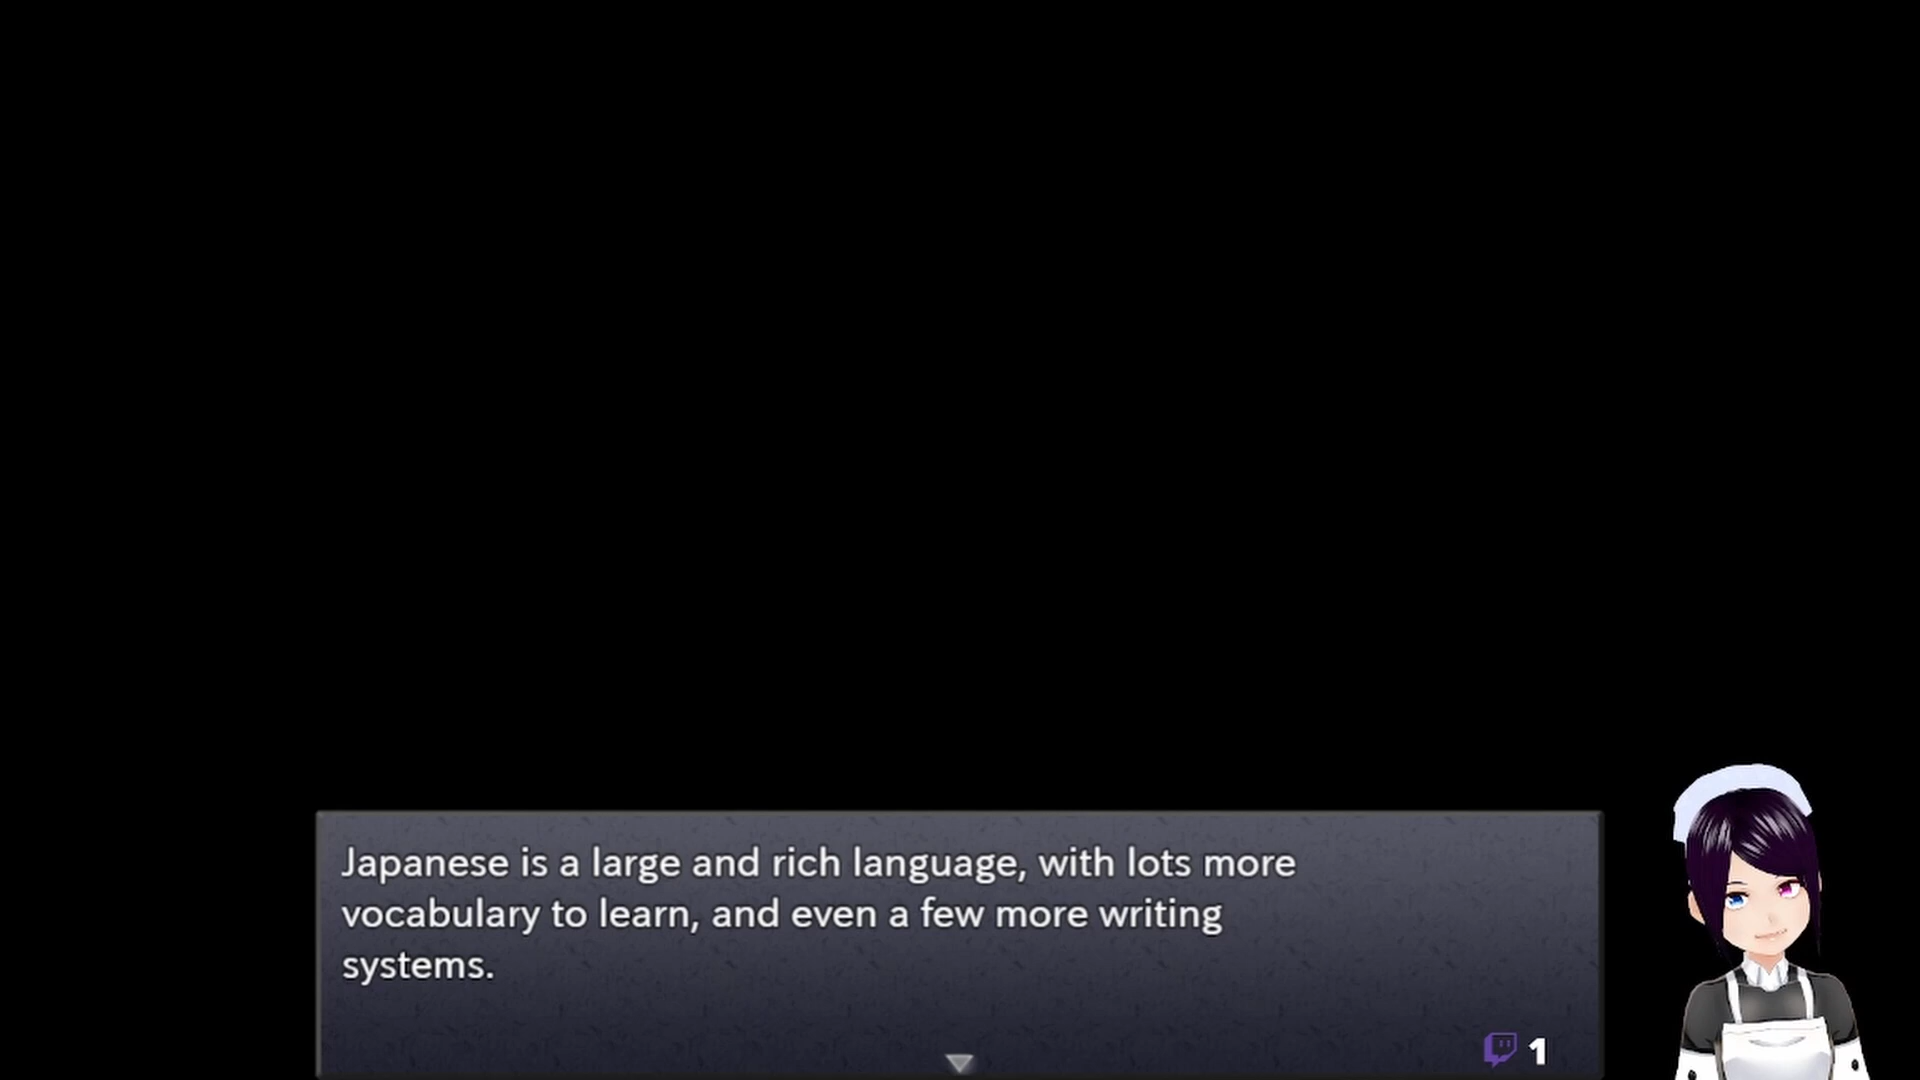 Japanese is a large and rich language, with lots more
vocabulary to learn, and even a few more writing
systems.
1